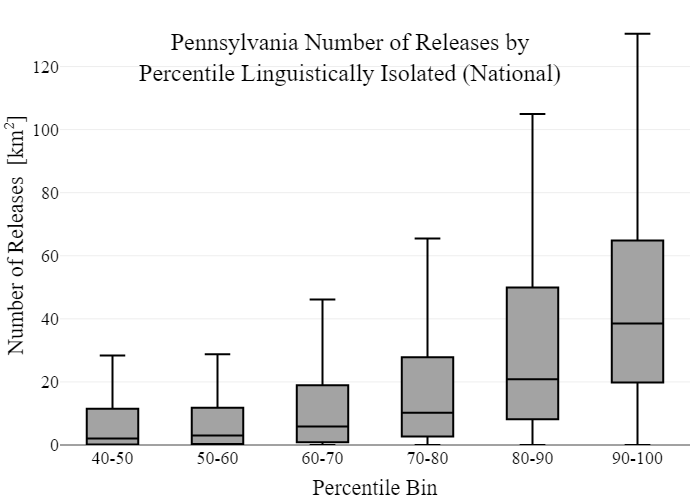 Pennsylvania Number of Releases by
Percentile Linguistically Isolated (National)
Number of Releases [km²]
120
100
80
60
40
20
0
40-50 50-60 60-70 70-80 80-90 90-100
Percentile Bin